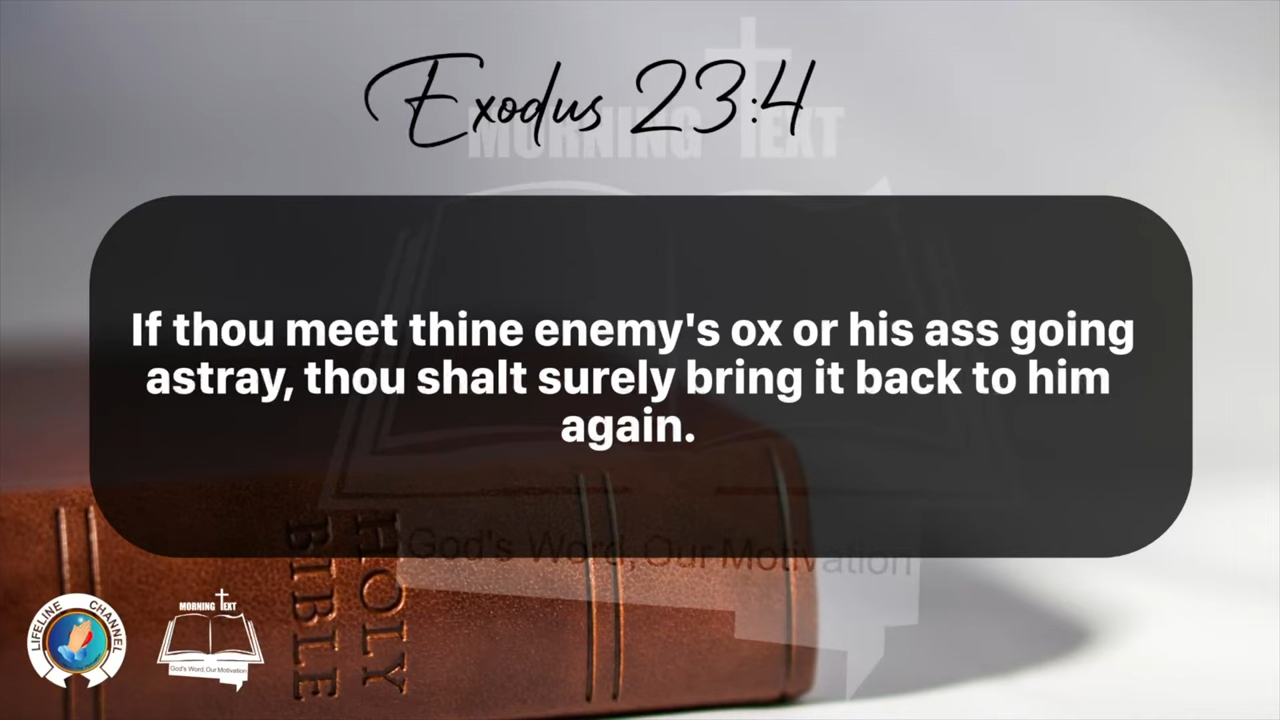 Exodus 23:4
MORNING TEXT
If thou meet thine enemy's ox or his ass going
astray, thou shalt surely bring it back to him
again.
God's Word, Our Motivation
HOLY
BIBLE
LIFELINE CHANNEL
MORNING TEXT
God's Word, Our Motivation